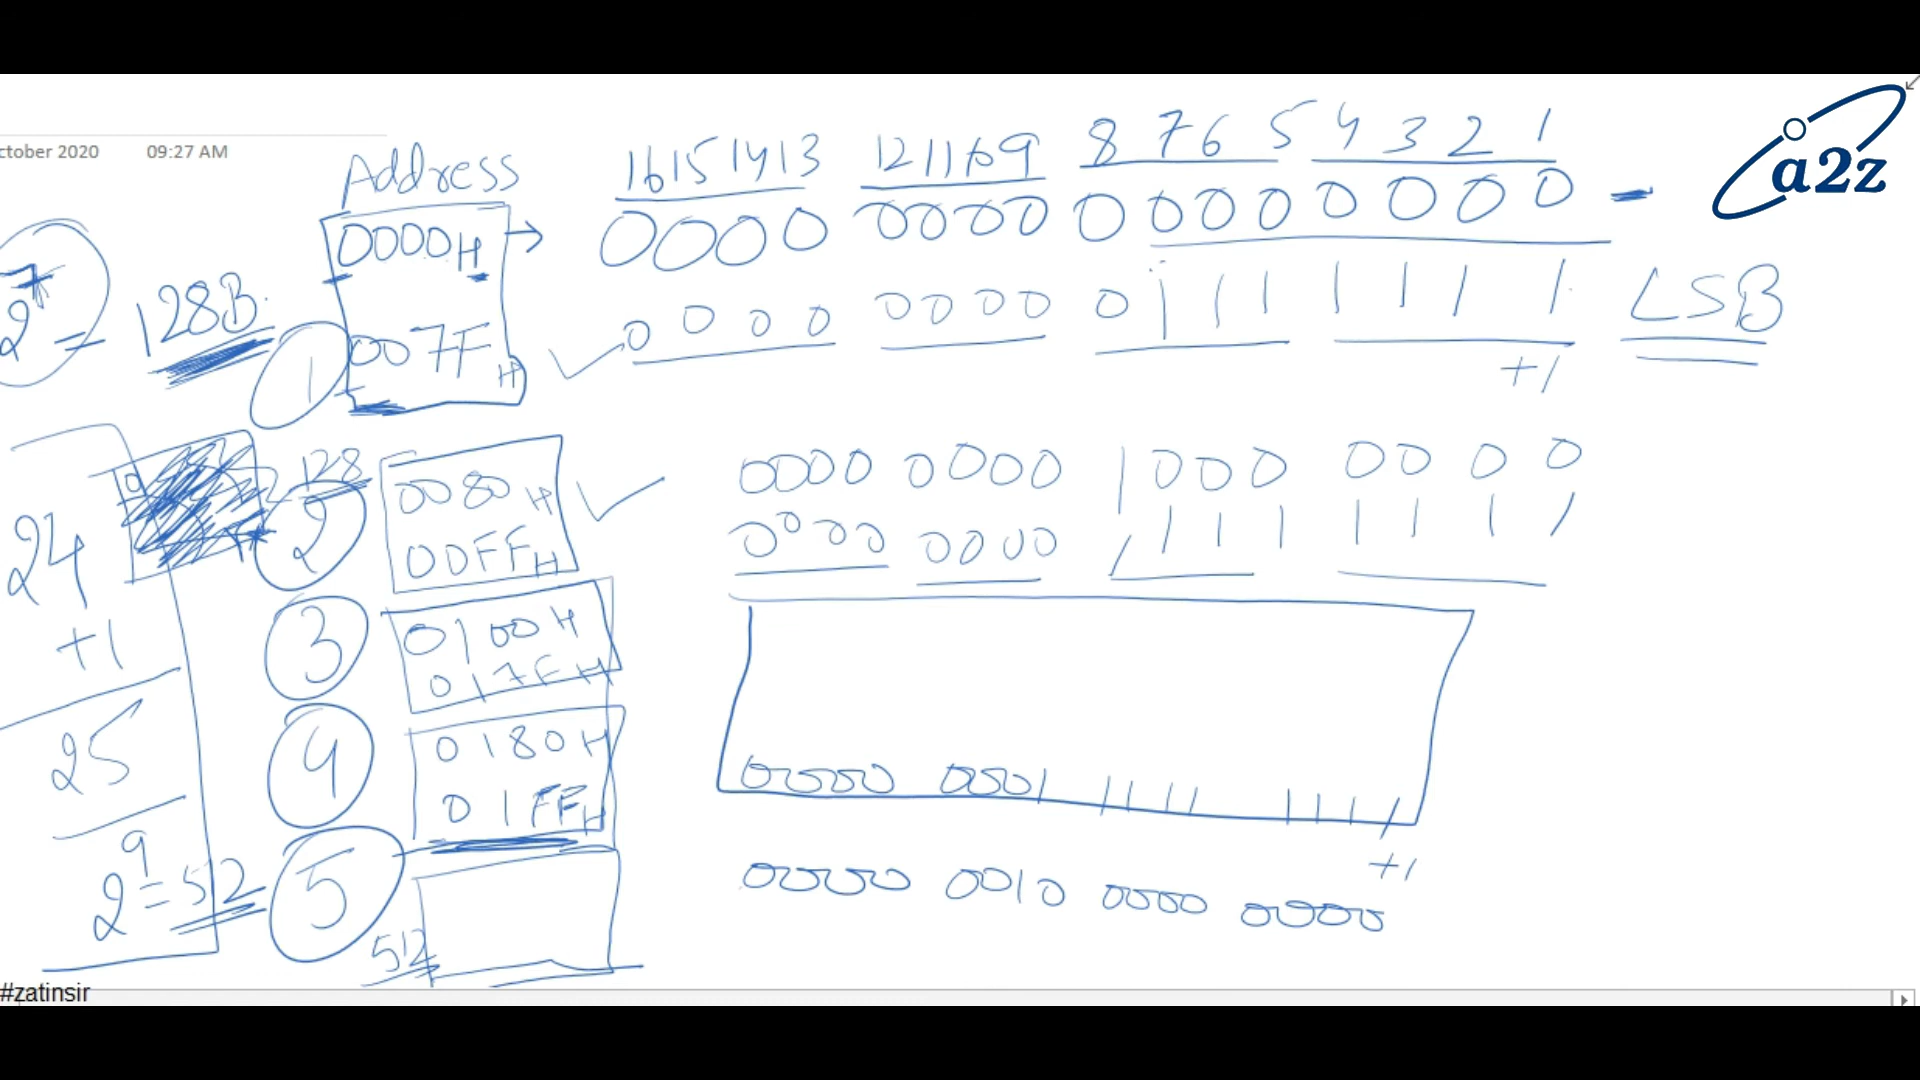 ctober 2020 09:27 AM
a2z
Address
16 15 14 13 12 11 10 9 8 7 6 5 4 3 2 1
0000H → 0000 0000 0000 0000
2^7 = 128B
1
007FH
0000 0000 0111 1111 LSB
+1
128
2
0080H
00FFH
0000 0000 1000 0000
0000 0000 1111 1111
24
+1
25
2^9 = 512
3
0100H
017FH
4
0180H
01FFH
0000 0001 1111 1111
+1
5
512
0000 0010 0000 0000
#zatinsir